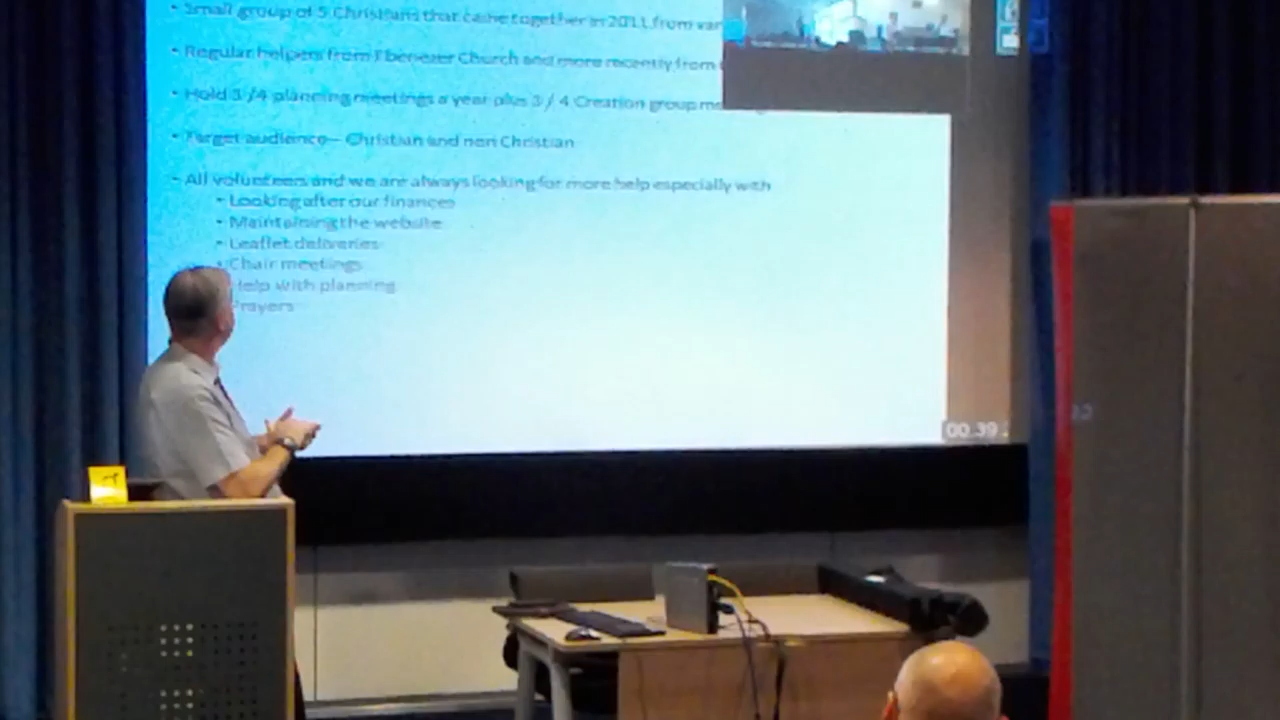 • Small group of 5 Christians that came together in 2011 from
• Regular helpers from Ebenezer Church and more recently from
• Hold 3 /4 planning meetings a year plus 3 / 4 Creation group
• Target audience – Christian and non Christian
• All volunteers and we are always looking for more help especially with
• Looking after our finances
• Maintaining the website
• Leaflet deliveries
• Chair meetings
Help with planning
Prayers
00:39